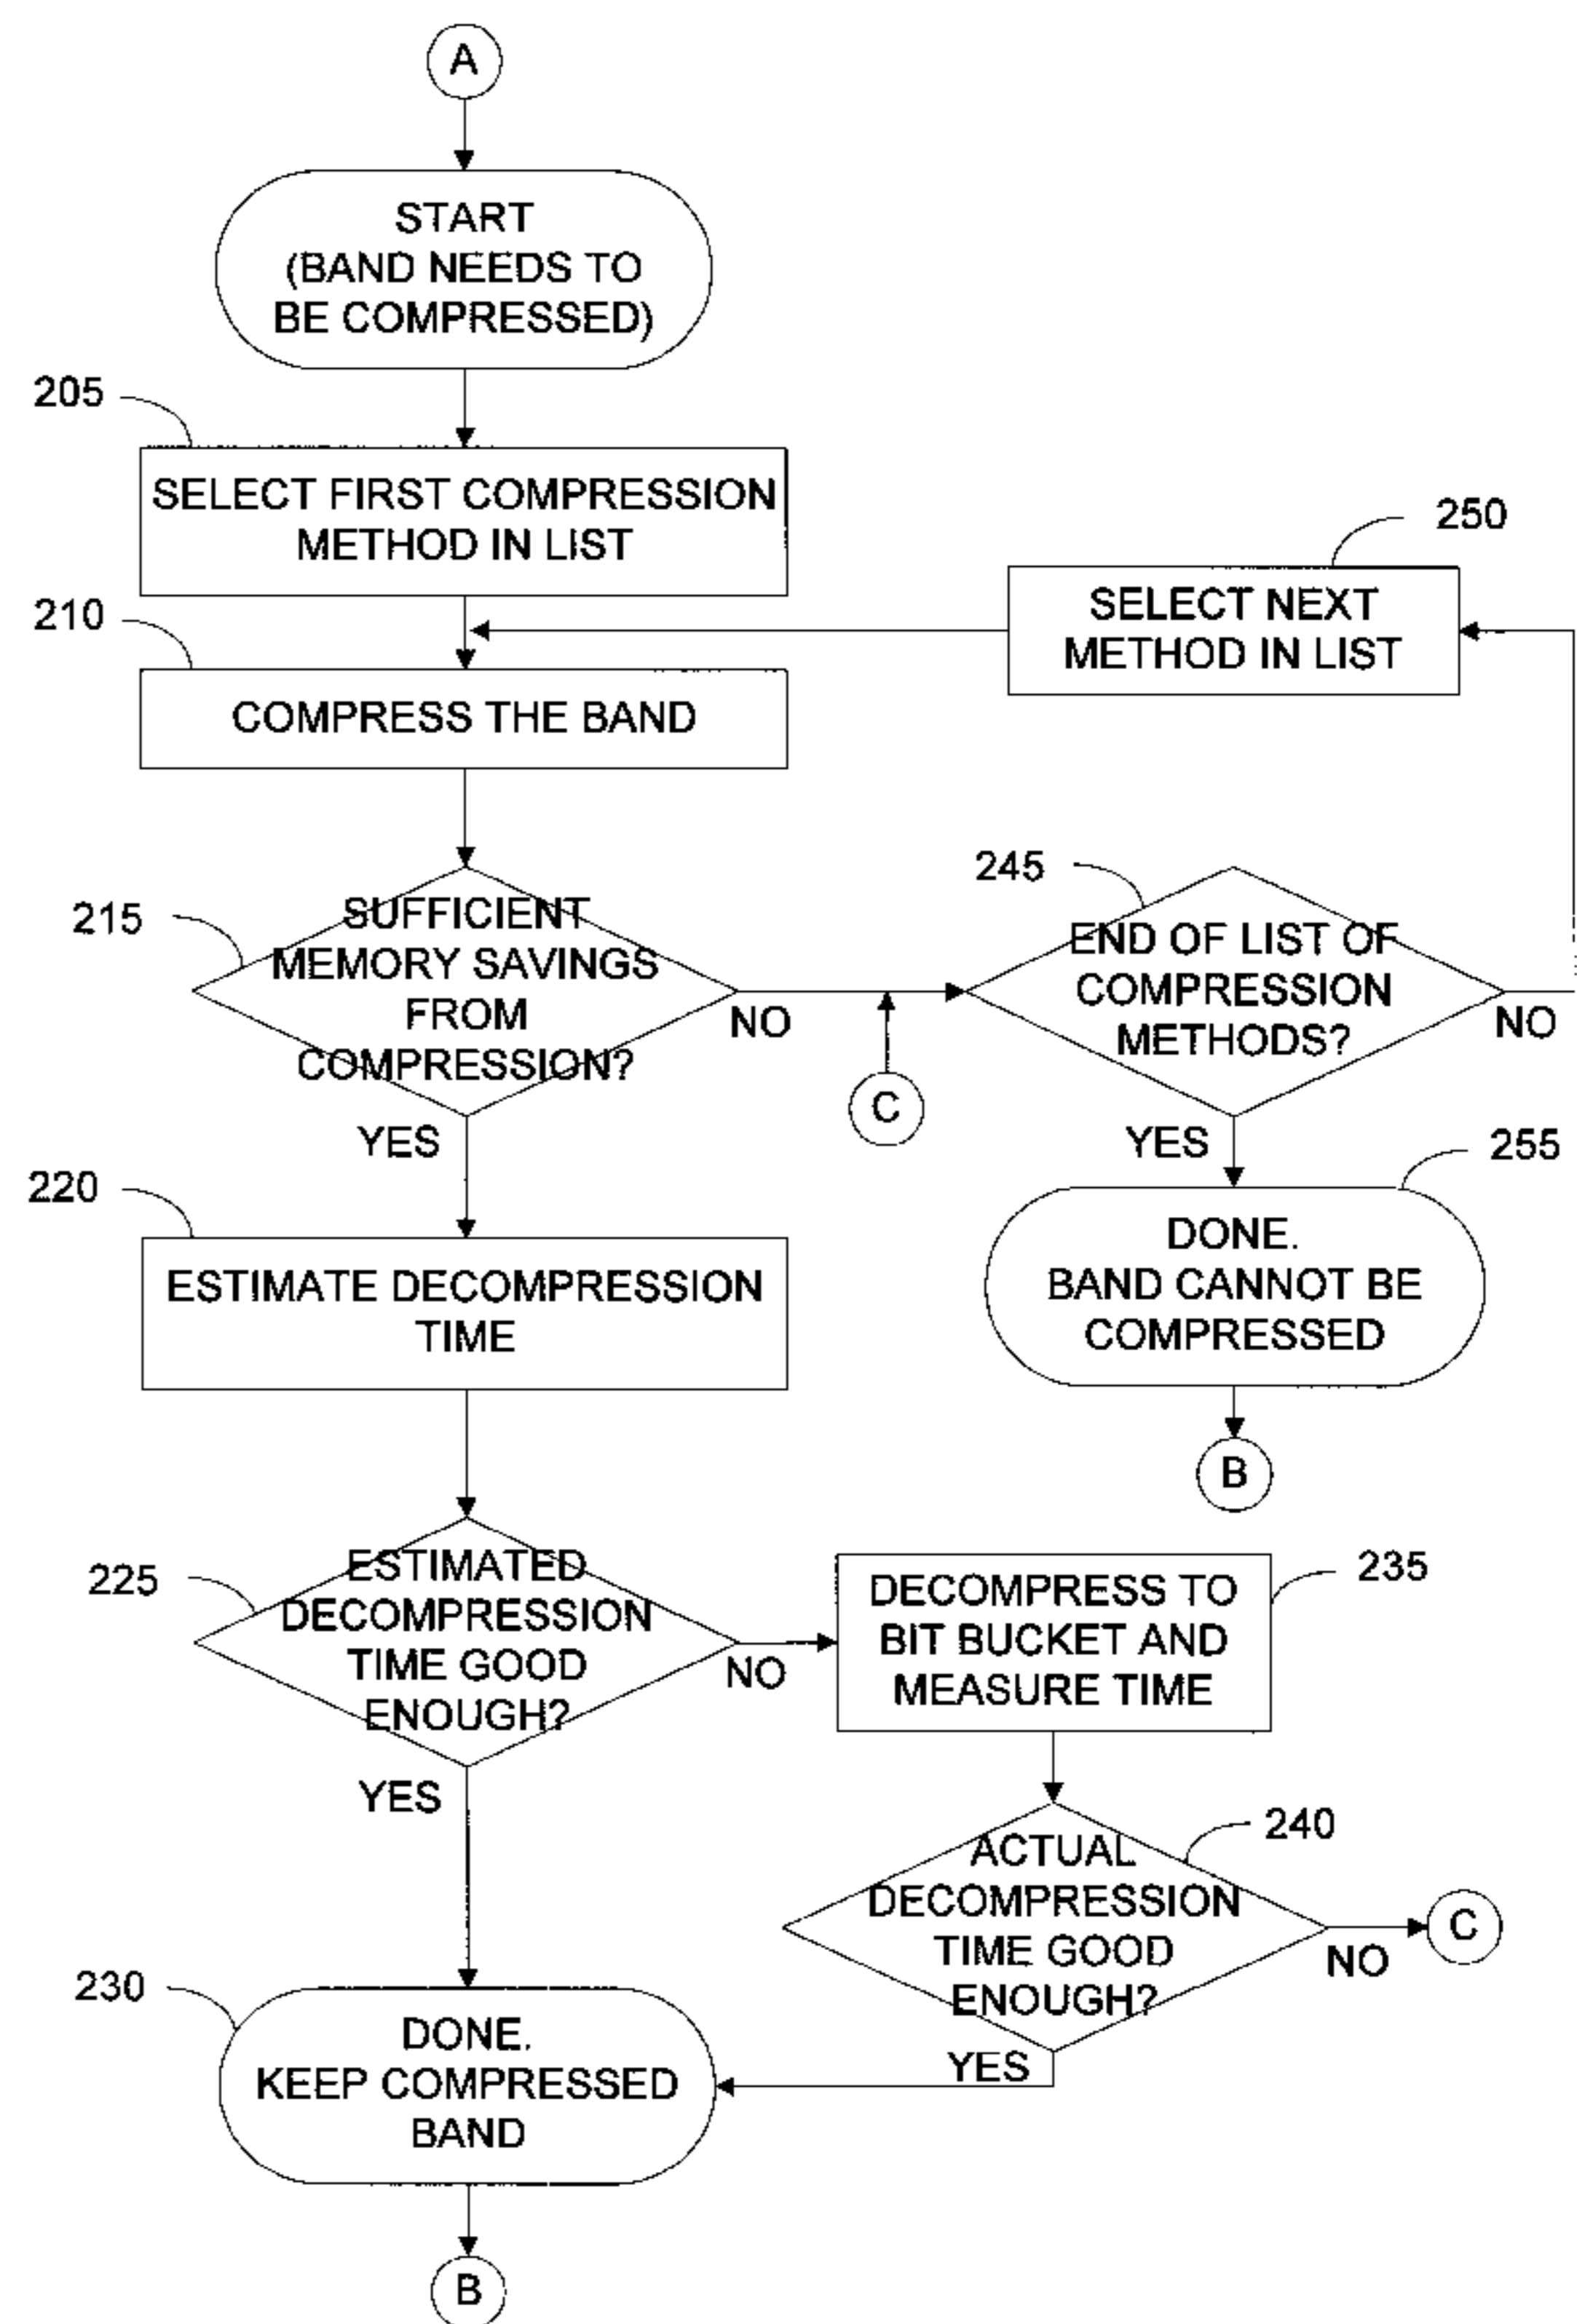 A
START
(BAND NEEDS TO
BE COMPRESSED)
205
SELECT FIRST COMPRESSION
METHOD IN LIST
250
SELECT NEXT
METHOD IN LIST
210
COMPRESS THE BAND
215
SUFFICIENT
MEMORY SAVINGS
FROM
COMPRESSION?
NO
YES
C
245
END OF LIST OF
COMPRESSION
METHODS?
NO
YES
255
DONE.
BAND CANNOT BE
COMPRESSED
B
220
ESTIMATE DECOMPRESSION
TIME
225
ESTIMATED
DECOMPRESSION
TIME GOOD
ENOUGH?
NO
YES
235
DECOMPRESS TO
BIT BUCKET AND
MEASURE TIME
240
ACTUAL
DECOMPRESSION
TIME GOOD
ENOUGH?
NO
C
YES
230
DONE.
KEEP COMPRESSED
BAND
B